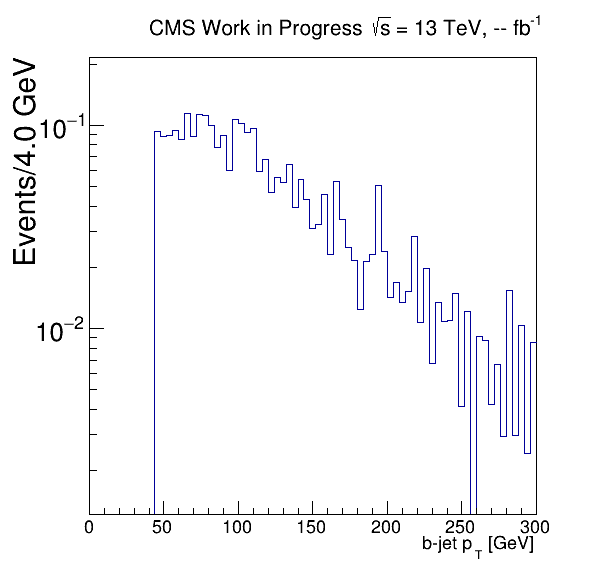 CMS Work in Progress √s = 13 TeV, -- fb⁻¹
Events/4.0 GeV
10⁻¹
10⁻²
0 50 100 150 200 250 300
b-jet p_T [GeV]